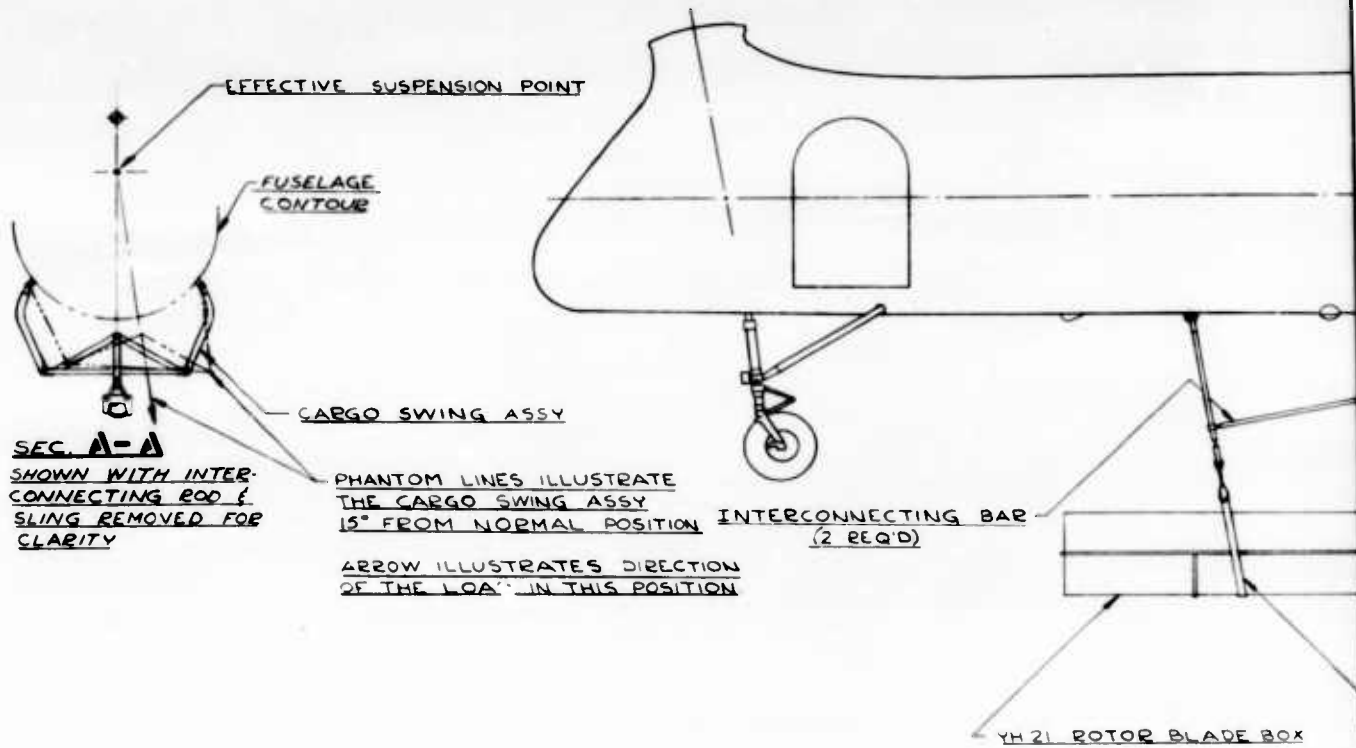 EFFECTIVE SUSPENSION POINT
FUSELAGE
CONTOUR
CARGO SWING ASSY
SEC. A-A
SHOWN WITH INTER-
CONNECTING ROD &
SLING REMOVED FOR
CLARITY
PHANTOM LINES ILLUSTRATE
THE CARGO SWING ASSY
15° FROM NORMAL POSITION
ARROW ILLUSTRATES DIRECTION
OF THE IN THIS POSITION
INTERCONNECTING BAR
(2 REQ'D)
YH 21 ROTOR BLADE BOX